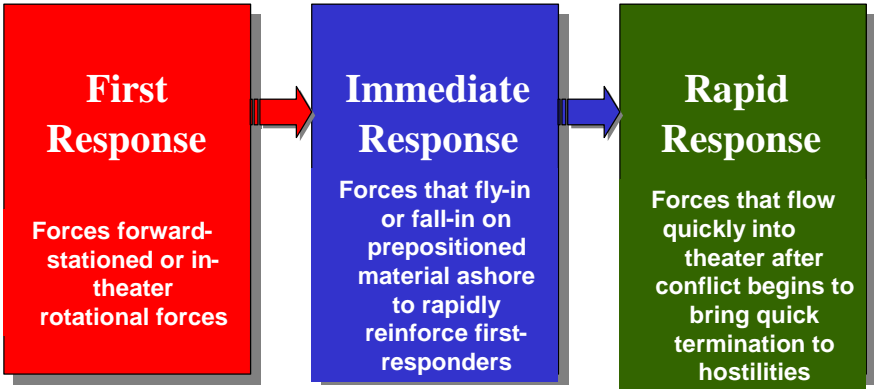 First
Response
Forces forward-
stationed or in-
theater
rotational forces
Immediate
Response
Forces that fly-in
or fall-in on
prepositioned
material ashore
to rapidly
reinforce first-
responders
Rapid
Response
Forces that flow
quickly into
theater after
conflict begins to
bring quick
termination to
hostilities